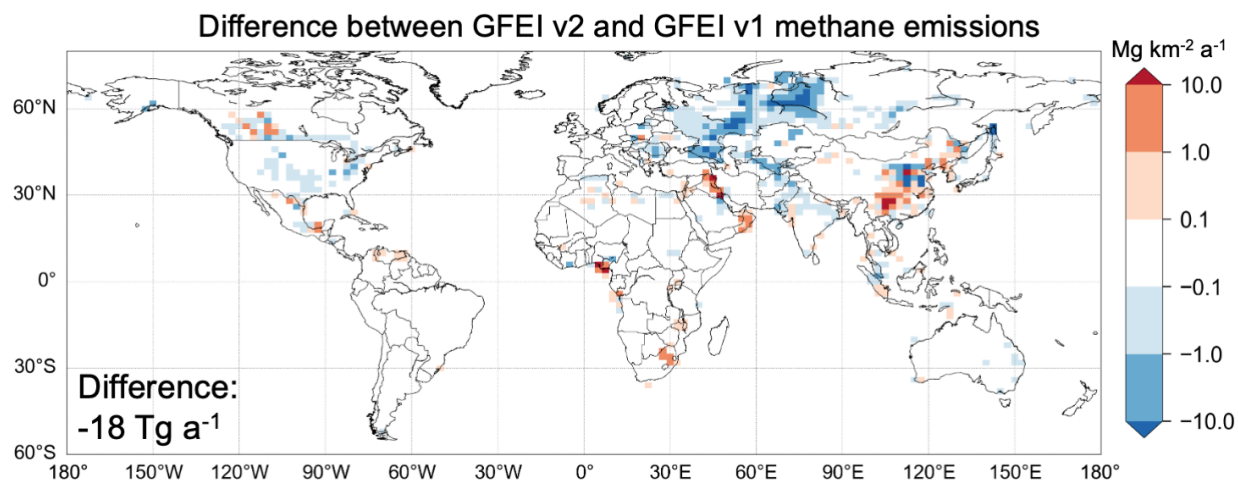 Difference between GFEI v2 and GFEI v1 methane emissions
Mg km⁻² a⁻¹
60°N
30°N
0°
30°S
60°S
180°
150°W
120°W
90°W
60°W
30°W
0°
30°E
60°E
90°E
120°E
150°E
180°
Difference:
-18 Tg a⁻¹
10.0
1.0
0.1
−0.1
−1.0
−10.0